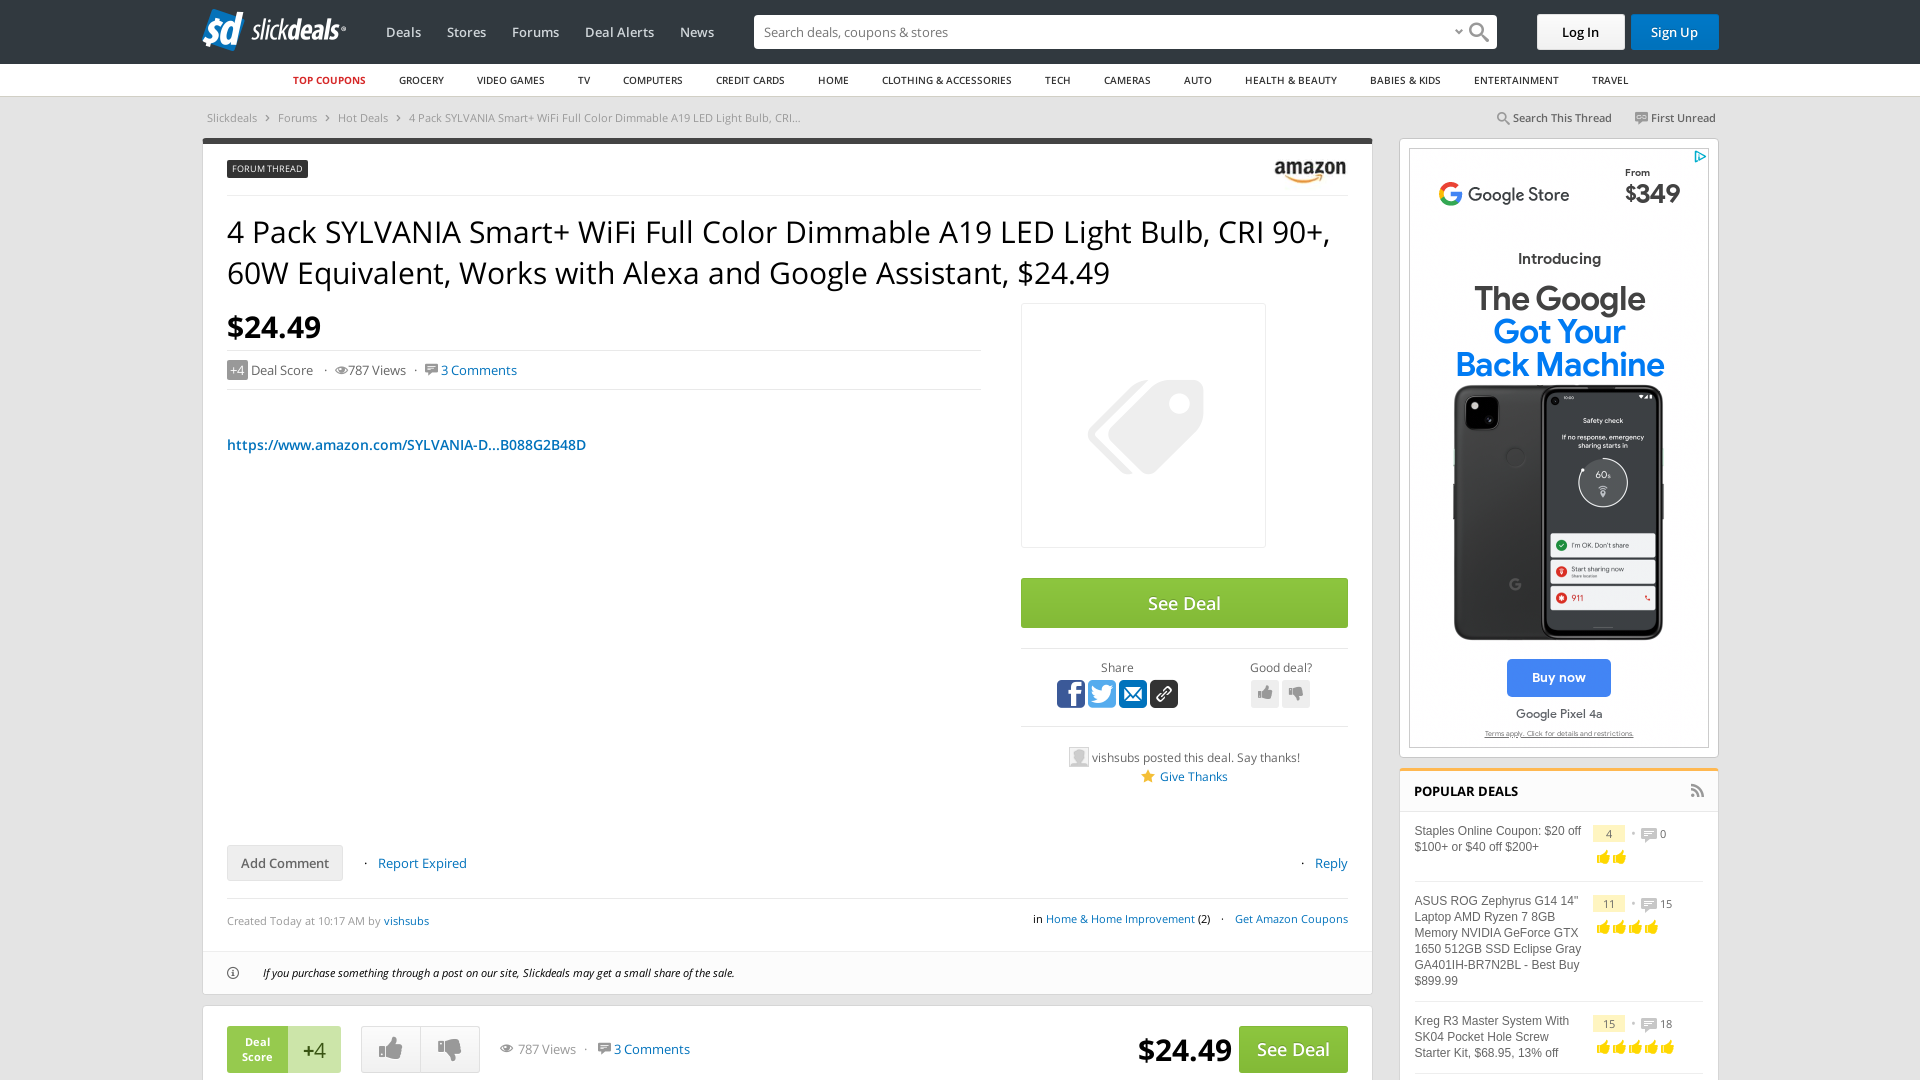 sd slickdeals
Deals
Stores
Forums
Deal Alerts
News
Search deals, coupons & stores
Log In
Sign Up
TOP COUPONS
GROCERY
VIDEO GAMES
TV
COMPUTERS
CREDIT CARDS
HOME
CLOTHING & ACCESSORIES
TECH
CAMERAS
AUTO
HEALTH & BEAUTY
BABIES & KIDS
ENTERTAINMENT
TRAVEL
Slickdeals > Forums > Hot Deals > 4 Pack SYLVANIA Smart+ WiFi Full Color Dimmable A19 LED Light Bulb, CRI...
Search This Thread
First Unread
FORUM THREAD
amazon
4 Pack SYLVANIA Smart+ WiFi Full Color Dimmable A19 LED Light Bulb, CRI 90+,
60W Equivalent, Works with Alexa and Google Assistant, $24.49
$24.49
+4 Deal Score · 787 Views · 3 Comments
https://www.amazon.com/SYLVANIA-D...B088G2B48D
See Deal
Share
Good deal?
vishsubs posted this deal. Say thanks!
Give Thanks
Add Comment
· Report Expired
· Reply
Created Today at 10:17 AM by vishsubs
in Home & Home Improvement (2) · Get Amazon Coupons
If you purchase something through a post on our site, Slickdeals may get a small share of the sale.
Deal
Score
+4
787 Views · 3 Comments
$24.49
See Deal
Google Store
From
$349
Introducing
The Google
Got Your
Back Machine
Safety check
If no response, emergency
sharing starts in
60s
I'm OK. Don't share
Start sharing now
Share location
911
Buy now
Google Pixel 4a
Terms apply. Click for details and restrictions.
POPULAR DEALS
Staples Online Coupon: $20 off
$100+ or $40 off $200+
4 • 0
ASUS ROG Zephyrus G14 14"
Laptop AMD Ryzen 7 8GB
Memory NVIDIA GeForce GTX
1650 512GB SSD Eclipse Gray
GA401IH-BR7N2BL - Best Buy
$899.99
11 • 15
Kreg R3 Master System With
SK04 Pocket Hole Screw
Starter Kit, $68.95, 13% off
15 • 18